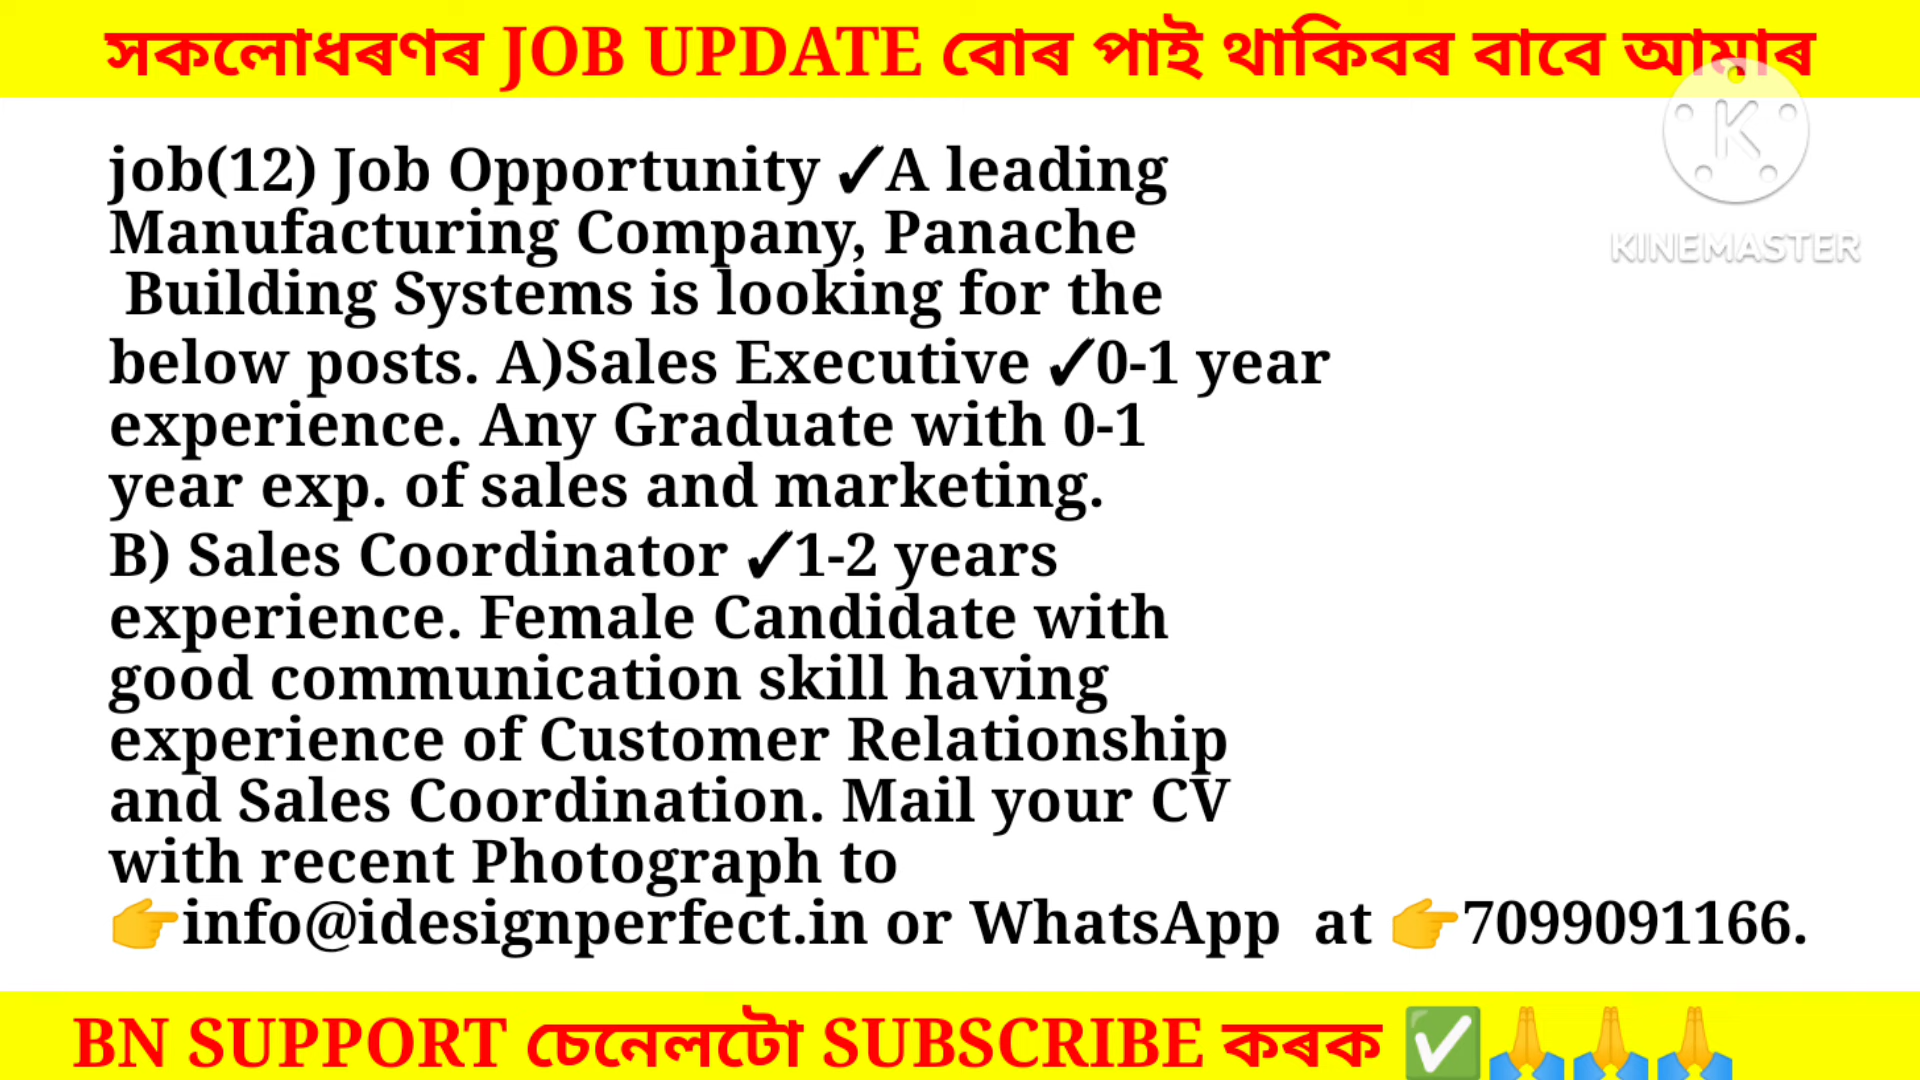 সকলোধৰণৰ JOB UPDATE বোৰ পাই থাকিবৰ বাবে আমাৰ
KINEMASTER
job(12) Job Opportunity ✓A leading
Manufacturing Company, Panache
Building Systems is looking for the
below posts. A)Sales Executive ✓0-1 year
experience. Any Graduate with 0-1
year exp. of sales and marketing.
B) Sales Coordinator ✓1-2 years
experience. Female Candidate with
good communication skill having
experience of Customer Relationship
and Sales Coordination. Mail your CV
with recent Photograph to
👉info@idesignperfect.in or WhatsApp at 👉7099091166.
BN SUPPORT চেনেলটো SUBSCRIBE কৰক ✅🙏🙏🙏